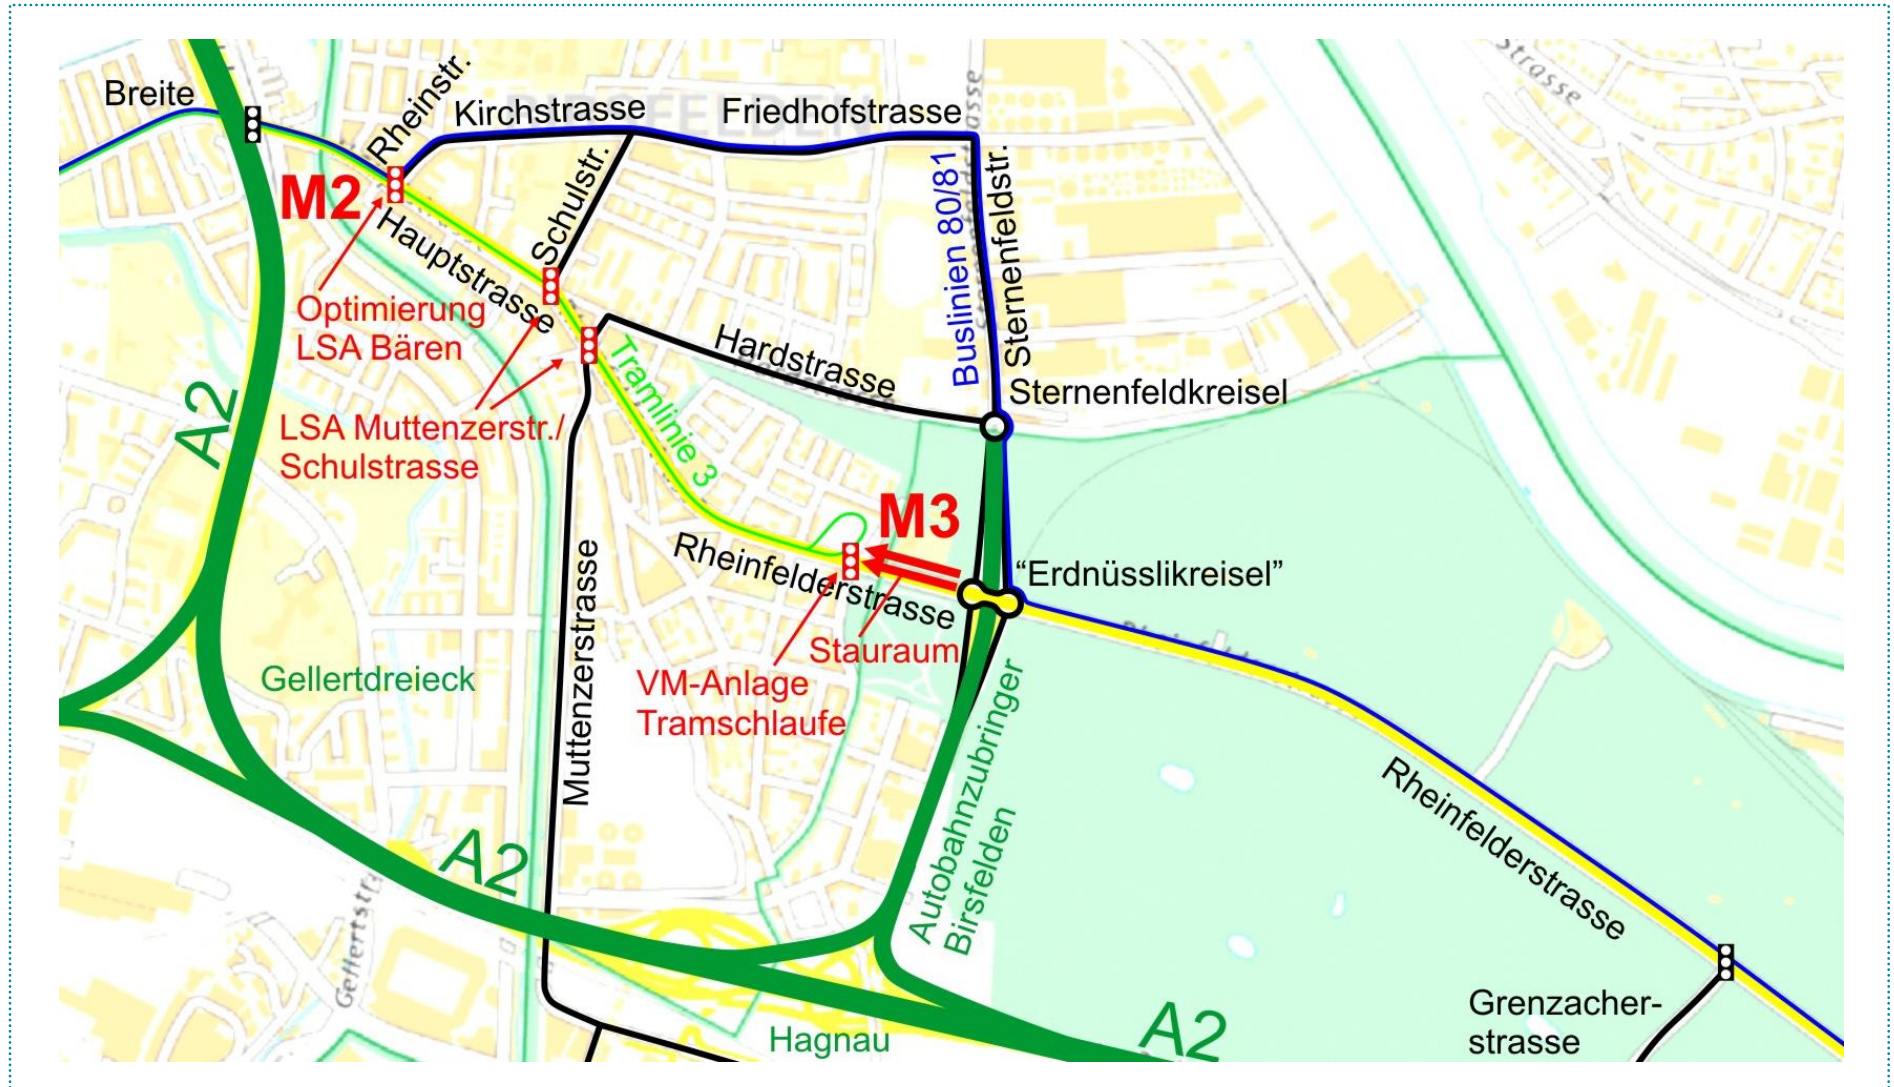 Breite
Rheinstr.
Kirchstrasse
Friedhofstrasse
BIRSFELDEN
Strasse
M2
Hauptstrasse
Schulstr.
Buslinien 80/81
Sternenfeldstr.
Optimierung
LSA Bären
Hardstrasse
Sternenfeldkreisel
A2
LSA Muttenzerstr./
Schulstrasse
Tramlinie 3
M3
Rheinfelderstrasse
"Erdnüsslikreisel"
Stauraum
VM-Anlage
Tramschlaufe
Gellertdreieck
Muttenzerstrasse
Autobahnzubringer
Birsfelden
Rheinfelderstrasse
A2
Gellertstr
Grenzacher-
strasse
Hagnau
A2